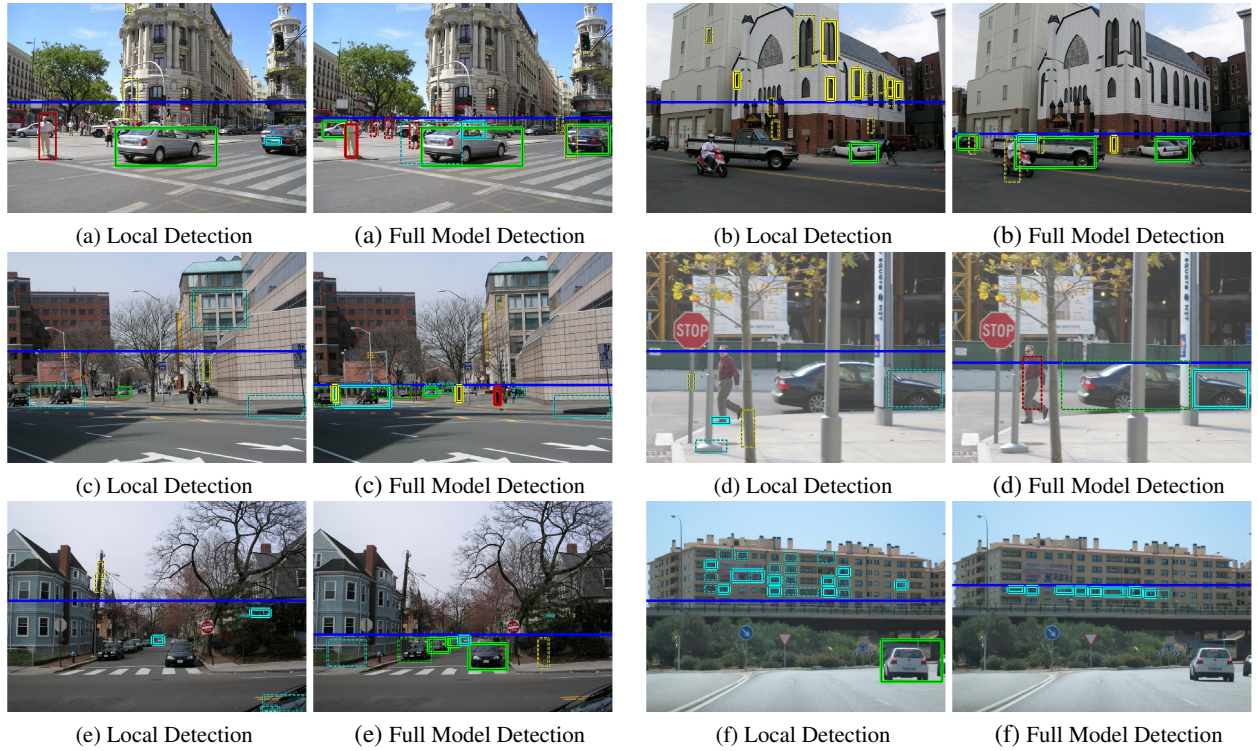 (a) Local Detection
(a) Full Model Detection
(b) Local Detection
(b) Full Model Detection
STOP
STOP
(c) Local Detection
(c) Full Model Detection
(d) Local Detection
(d) Full Model Detection
(e) Local Detection
(e) Full Model Detection
(f) Local Detection
(f) Full Model Detection